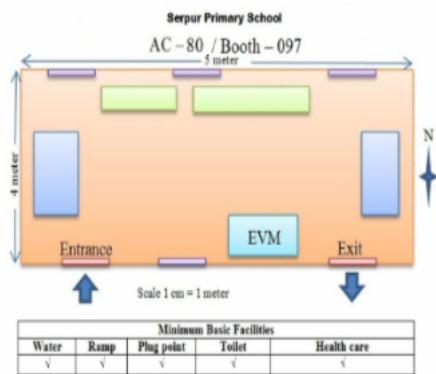 Serpur Primary School
AC – 80 / Booth – 097
5 meter
4 meter
N
EVM
Entrance
Exit
Scale 1 cm = 1 meter
Minimum Basic Facilities
Water Ramp Plug point Toilet Health care
√ √ √ √ √